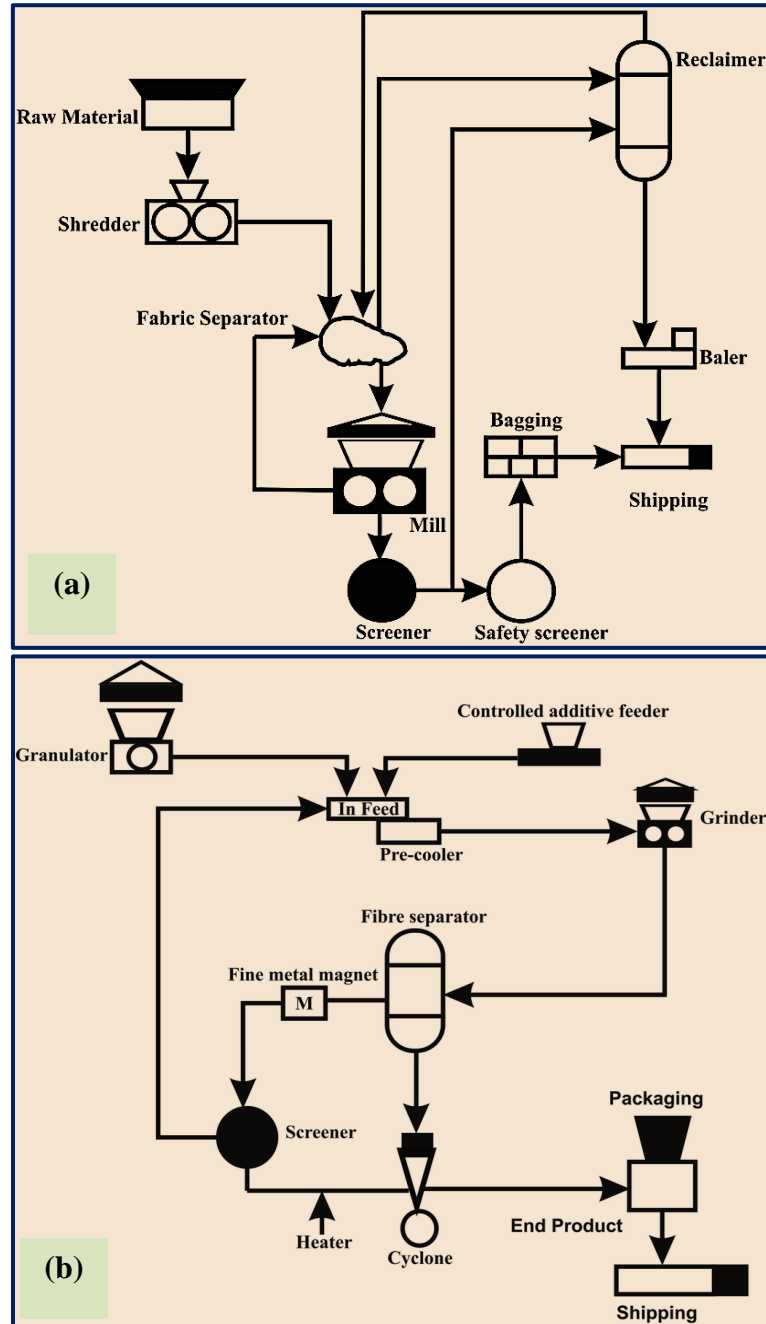 Reclaimer
Raw Material
Shredder
Fabric Separator
Baler
Bagging
Shipping
Mill
(a)
Screener
Safety screener
Controlled additive feeder
Granulator
In Feed
Grinder
Pre-cooler
Fibre separator
Fine metal magnet
M
Packaging
Screener
End Product
Heater
Cyclone
(b)
Shipping